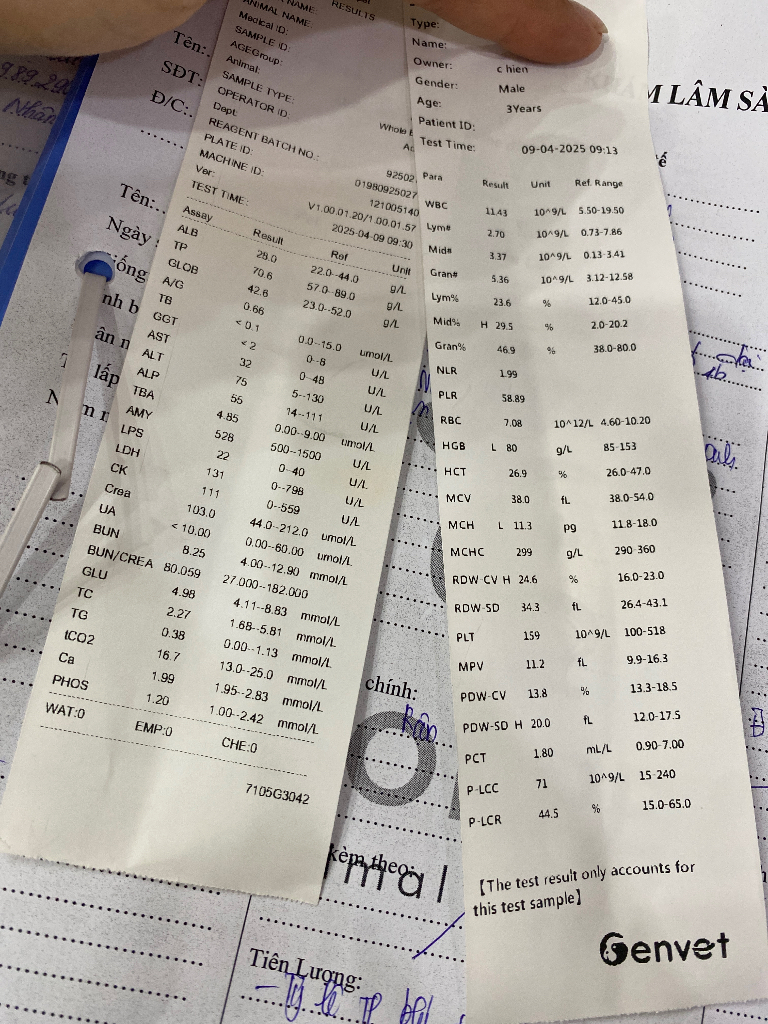 RESULTS
ANIMAL NAME:
Medical ID:
SAMPLE ID:
AGEGroup:
Animal:
SAMPLE TYPE:
OPERATOR ID: Whole
Dept:
REAGENT BATCH NO.: 92502
PLATE ID: 01980925027
MACHINE ID: 121005140
Ver: V1.00.01.20/1.00.01.57
TEST TIME: 2025-04-09 09:30
Assay Result Ref Unit
ALB 28.0 22.0--44.0 g/L
TP 70.6 57.0--89.0 g/L
GLOB 42.6 23.0--52.0 g/L
A/G 0.66
TB < 0.1 0.0--15.0 umol/L
GGT < 2 0--8 U/L
AST 32 0--48 U/L
ALT 75 5--130 U/L
ALP 55 14--111 U/L
TBA 4.85 0.00--9.00 umol/L
AMY 528 500--1500 U/L
LPS 22 0--40 U/L
LDH 131 0--798 U/L
CK 111 0--559 U/L
Crea 103.0 44.0--212.0 umol/L
UA < 10.00 0.00--60.00 umol/L
BUN 8.25 4.00--12.90 mmol/L
BUN/CREA 80.059 27.000--182.000
GLU 4.98 4.11--8.83 mmol/L
TC 2.27 1.68--5.81 mmol/L
TG 0.38 0.00--1.13 mmol/L
tCO2 16.7 13.0--25.0 mmol/L
Ca 1.99 1.95--2.83 mmol/L
PHOS 1.20 1.00--2.42 mmol/L
WAT:0 EMP:0 CHE:0
7105G3042
Type:
Name:
Owner: c hien
Gender: Male
Age: 3Years
Patient ID:
Test Time: 09-04-2025 09:13
Para Result Unit Ref. Range
WBC 11.43 10^9/L 5.50-19.50
Lym# 2.70 10^9/L 0.73-7.86
Mid# 3.37 10^9/L 0.13-3.41
Gran# 5.36 10^9/L 3.12-12.58
Lym% 23.6 % 12.0-45.0
Mid% H 29.5 % 2.0-20.2
Gran% 46.9 % 38.0-80.0
NLR 1.99
PLR 58.89
RBC 7.08 10^12/L 4.60-10.20
HGB L 80 g/L 85-153
HCT 26.9 % 26.0-47.0
MCV 38.0 fL 38.0-54.0
MCH L 11.3 pg 11.8-18.0
MCHC 299 g/L 290-360
RDW-CV H 24.6 % 16.0-23.0
RDW-SD 34.3 fL 26.4-43.1
PLT 159 10^9/L 100-518
MPV 11.2 fL 9.9-16.3
PDW-CV 13.8 % 13.3-18.5
PDW-SD H 20.0 fL 12.0-17.5
PCT 1.80 mL/L 0.90-7.00
P-LCC 71 10^9/L 15-240
P-LCR 44.5 % 15.0-65.0
【The test result only accounts for
this test sample】
Genvet
M LÂM SÀ
Tên:
SĐT:
Đ/C:
Tên:
Ngày
chính:
kèm theo:
mal
Tiên Lượng: